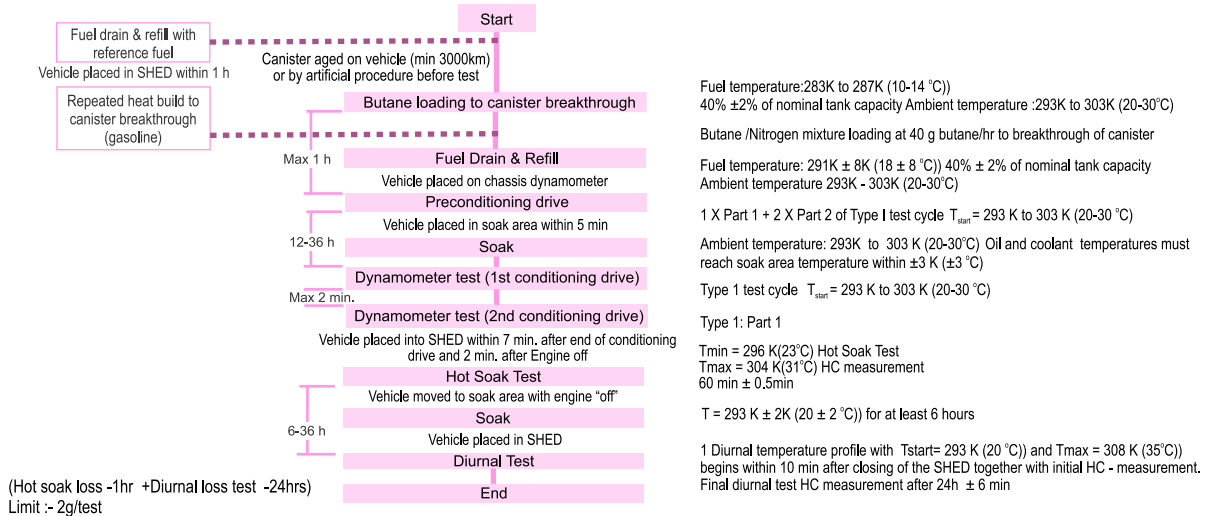 Start
Fuel drain & refill with
reference fuel
Vehicle placed in SHED within 1 h
Canister aged on vehicle (min 3000km)
or by artificial procedure before test
Repeated heat build to
canister breakthrough
(gasoline)
Butane loading to canister breakthrough
Fuel temperature:283K to 287K (10-14 °C))
40% ±2% of nominal tank capacity Ambient temperature :293K to 303K (20-30°C)
Butane /Nitrogen mixture loading at 40 g butane/hr to breakthrough of canister
Max 1 h
Fuel Drain & Refill
Vehicle placed on chassis dynamometer
Fuel temperature: 291K ± 8K (18 ± 8 °C)) 40% ± 2% of nominal tank capacity
Ambient temperature 293K - 303K (20-30°C)
Preconditioning drive
Vehicle placed in soak area within 5 min
1 X Part 1 + 2 X Part 2 of Type I test cycle Tstart = 293 K to 303 K (20-30 °C)
12-36 h
Soak
Ambient temperature: 293K to 303 K (20-30°C) Oil and coolant temperatures must
reach soak area temperature within ±3 K (±3 °C)
Dynamometer test (1st conditioning drive)
Type 1 test cycle Tstart = 293 K to 303 K (20-30 °C)
Max 2 min.
Dynamometer test (2nd conditioning drive)
Type 1: Part 1
Vehicle placed into SHED within 7 min. after end of conditioning
drive and 2 min. after Engine off
Tmin = 296 K(23°C) Hot Soak Test
Tmax = 304 K(31°C) HC measurement
60 min ± 0.5min
Hot Soak Test
Vehicle moved to soak area with engine “off”
6-36 h
Soak
T = 293 K ± 2K (20 ± 2 °C)) for at least 6 hours
Vehicle placed in SHED
Diurnal Test
1 Diurnal temperature profile with Tstart= 293 K (20 °C)) and Tmax = 308 K (35°C))
begins within 10 min after closing of the SHED together with initial HC - measurement.
Final diurnal test HC measurement after 24h ± 6 min
End
(Hot soak loss -1hr +Diurnal loss test -24hrs)
Limit :- 2g/test